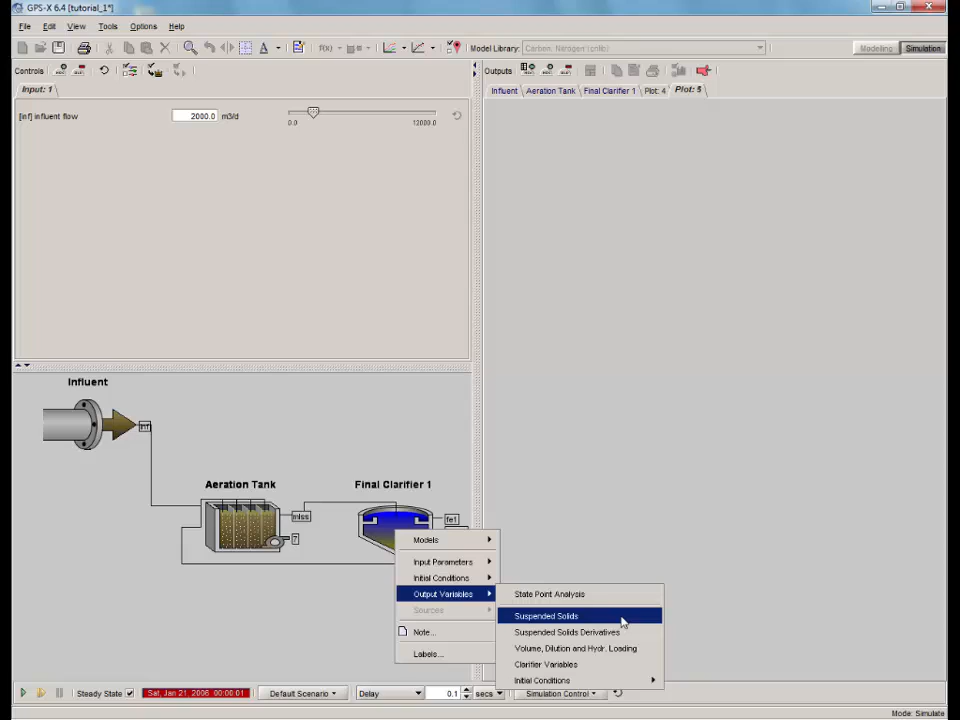 GPS-X 6.4 [tutorial_1*]
File Edit View Tools Options Help
A f(x) Model Library: Carbon, Nitrogen (cnlib) Modelling Simulation
Controls
Input: 1
[inf] influent flow 2000.0 m3/d
0.0 12000.0
Outputs
Influent Aeration Tank Final Clarifier 1 Plot: 4 Plot: 5
Influent
inf
Aeration Tank
Final Clarifier 1
mlss
7
fe1
Models
Input Parameters
Initial Conditions
Output Variables
Sources
Note...
Labels...
State Point Analysis
Suspended Solids
Suspended Solids Derivatives
Volume, Dilution and Hydr. Loading
Clarifier Variables
Initial Conditions
Steady State Sat, Jan 21, 2006 00:00:01 Default Scenario Delay 0.1 secs Simulation Control
Mode: Simulate